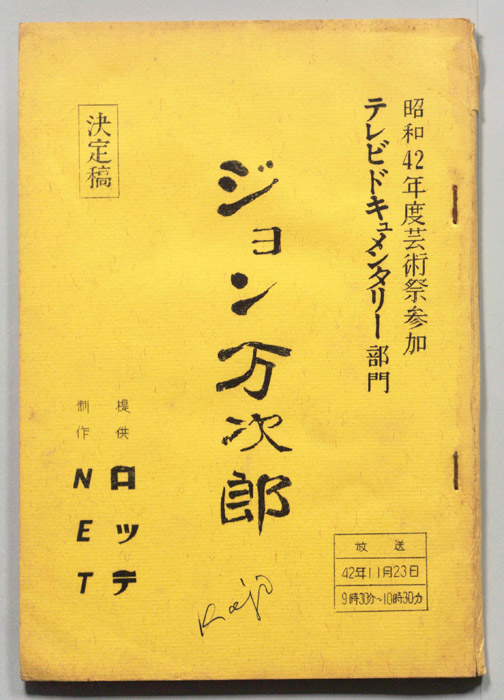 昭和42年度芸術祭参加
テレビドキュメンタリー部門
ジョン万次郎
決定稿
提供 ロッテ
制作 NET
放送
42年11月23日
9時30分~10時30分
Kaji